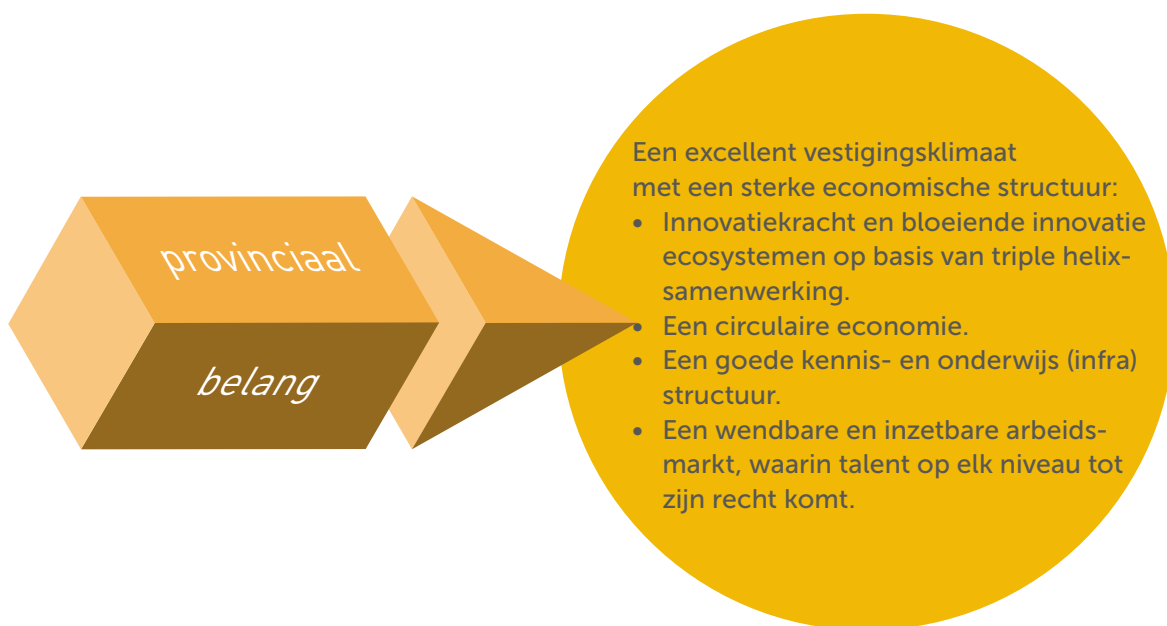 provinciaal
belang
Een excellent vestigingsklimaat
met een sterke economische structuur:
• Innovatiekracht en bloeiende innovatie
ecosystemen op basis van triple helix-
samenwerking.
• Een circulaire economie.
• Een goede kennis- en onderwijs (infra)
structuur.
• Een wendbare en inzetbare arbeids-
markt, waarin talent op elk niveau tot
zijn recht komt.